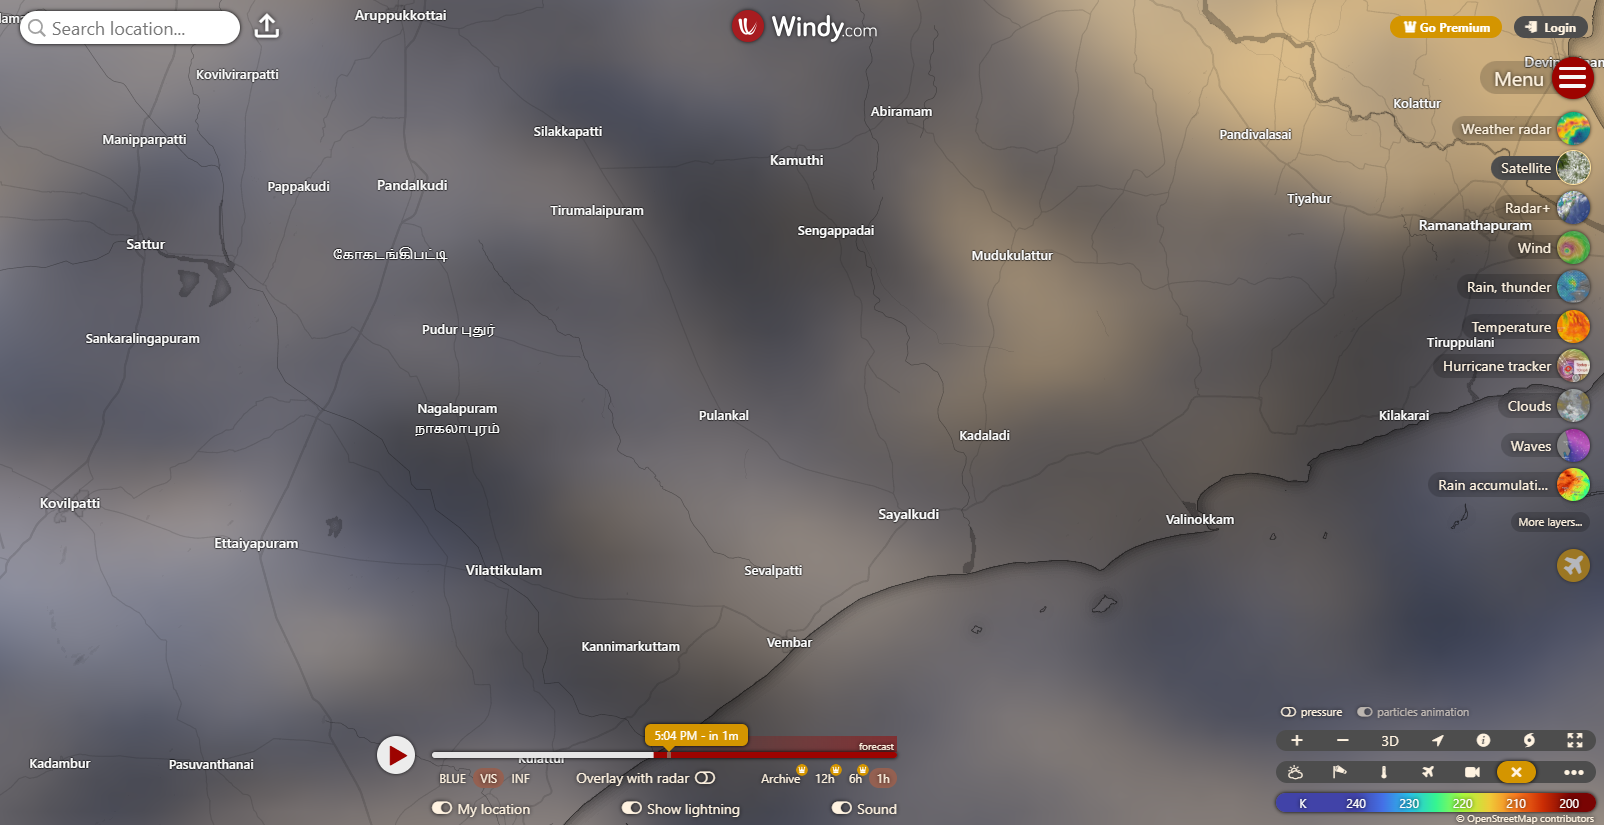 Search location...
Windy.com
Go Premium
Login
Menu
Aruppukkottai
Kovilvirarpatti
Manipparpatti
Silakkapatti
Abiramam
Kolattur
Pandivalasai
Weather radar
Kamuthi
Satellite
Pappakudi
Pandalkudi
Tirumalaipuram
Tiyahur
Radar+
Ramanathapuram
Sengappadai
Sattur
Wind
கோகடங்கிபட்டி
Mudukulattur
Rain, thunder
Temperature
Pudur புதுர்
Sankaralingapuram
Tiruppulani
Hurricane tracker
Nagalapuram
நாகலாபுரம்
Clouds
Pulankal
Kilakarai
Kadaladi
Waves
Rain accumulati...
Kovilpatti
Sayalkudi
Valinokkam
More layers...
Ettaiyapuram
Vilattikulam
Sevalpatti
Kannimarkuttam
Vembar
pressure
particles animation
5:04 PM - in 1m
forecast
3D
Kulattur
Kadambur
Pasuvanthanai
BLUE VIS INF
Overlay with radar
Archive 12h 6h 1h
My location
Show lightning
Sound
K 240 230 220 210 200
© OpenStreetMap contributors